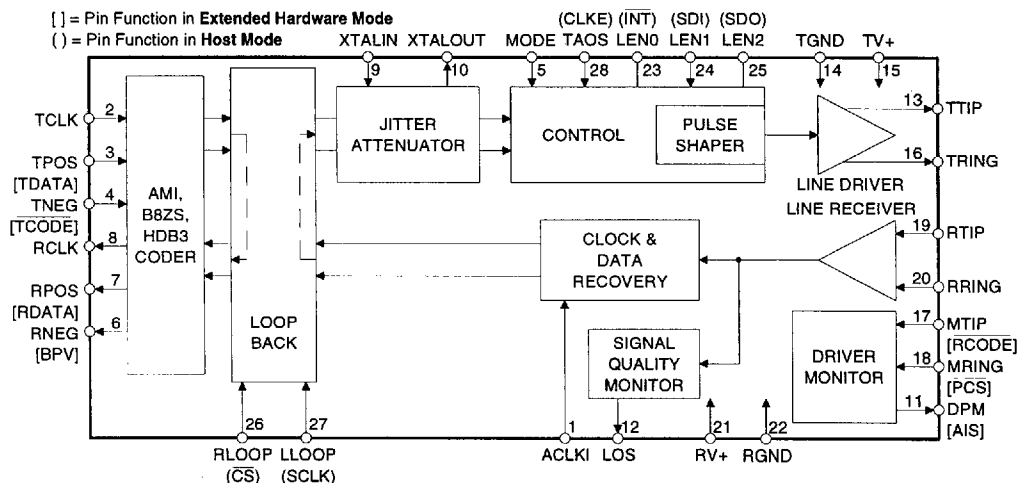 [ ] = Pin Function in Extended Hardware Mode
( ) = Pin Function in Host Mode
(CLKE) (INT) (SDI) (SDO)
XTALIN XTALOUT MODE TAOS LEN0 LEN1 LEN2 TGND TV+
9 10 5 28 23 24 25 14 15
TCLK 2
TPOS 3
[TDATA]
TNEG 4
[TCODE]
RCLK 8
RPOS 7
[RDATA]
RNEG 6
[BPV]
AMI,
B8ZS,
HDB3
CODER
LOOP
BACK
JITTER
ATTENUATOR
CONTROL
PULSE
SHAPER
13 TTIP
16 TRING
LINE DRIVER
LINE RECEIVER
19 RTIP
20 RRING
CLOCK &
DATA
RECOVERY
SIGNAL
QUALITY
MONITOR
DRIVER
MONITOR
17 MTIP
[RCODE]
18 MRING
[PCS]
11 DPM
[AIS]
26 27 1 12 21 22
RLOOP LLOOP ACLKI LOS RV+ RGND
(CS) (SCLK)